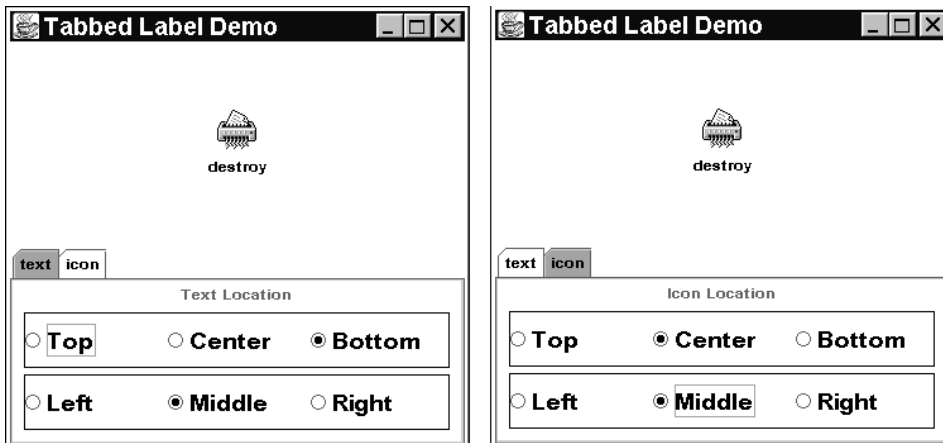 Tabbed Label Demo
destroy
text icon
Text Location
Top Center Bottom
Left Middle Right
Tabbed Label Demo
destroy
text icon
Icon Location
Top Center Bottom
Left Middle Right